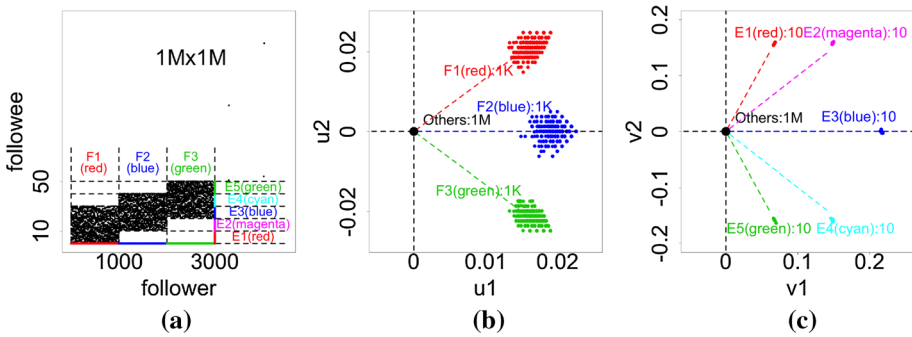 1Mx1M
followee
50
10
F1
(red)
F2
(blue)
F3
(green)
E5(green)
E4(cyan)
E3(blue)
E2(magenta)
E1(red)
1000
3000
follower
(a)
u2
0.02
0
-0.02
F1(red):1K
F2(blue):1K
Others:1M
F3(green):1K
0
0.01
0.02
u1
(b)
v2
0.2
0.1
0
-0.1
-0.2
E1(red):10
E2(magenta):10
Others:1M
E3(blue):10
E5(green):10
E4(cyan):10
0
0.1
0.2
v1
(c)